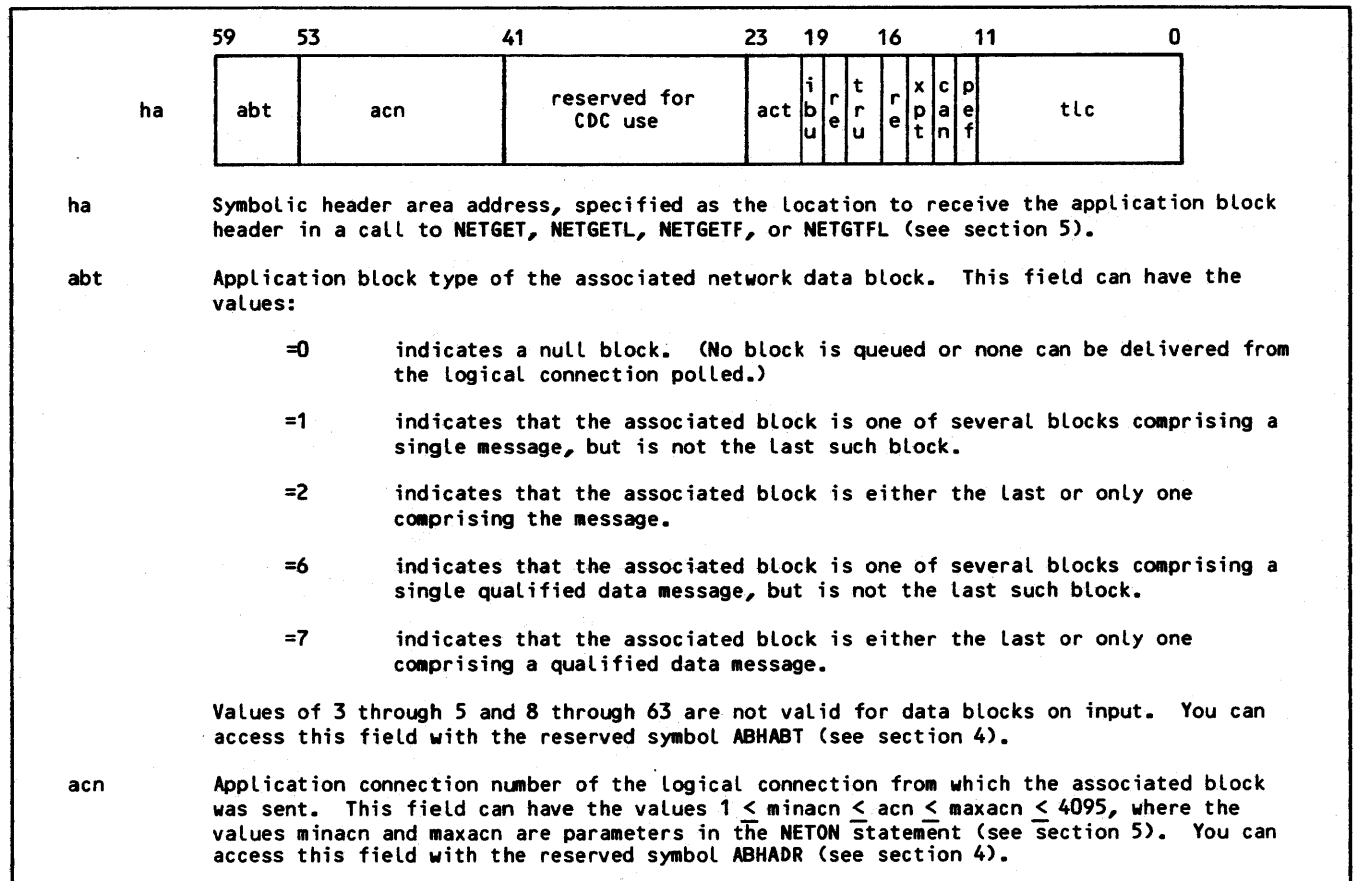 59 53 41 23 19 16 11 0
ha abt acn reserved for CDC use act ibu re tru re xpt can pef tlc
ha Symbolic header area address, specified as the location to receive the application block
header in a call to NETGET, NETGETL, NETGETF, or NETGTFL (see section 5).
abt Application block type of the associated network data block. This field can have the
values:
=0 indicates a null block. (No block is queued or none can be delivered from
the logical connection polled.)
=1 indicates that the associated block is one of several blocks comprising a
single message, but is not the last such block.
=2 indicates that the associated block is either the last or only one
comprising the message.
=6 indicates that the associated block is one of several blocks comprising a
single qualified data message, but is not the last such block.
=7 indicates that the associated block is either the last or only one
comprising a qualified data message.
Values of 3 through 5 and 8 through 63 are not valid for data blocks on input. You can
access this field with the reserved symbol ABHABT (see section 4).
acn Application connection number of the logical connection from which the associated block
was sent. This field can have the values 1 ≤ minacn ≤ acn ≤ maxacn ≤ 4095, where the
values minacn and maxacn are parameters in the NETON statement (see section 5). You can
access this field with the reserved symbol ABHADR (see section 4).